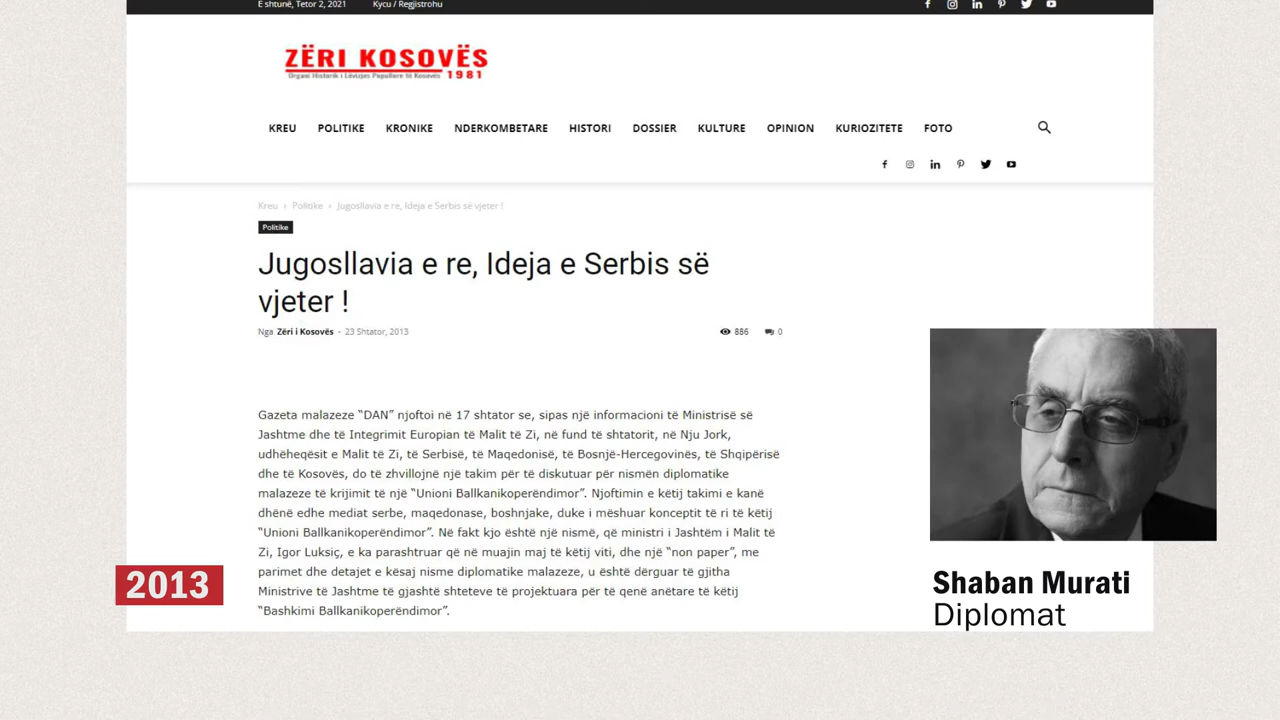 E shtunë, Tetor 2, 2021 Kycu / Regjistrohu
ZËRI KOSOVËS
Organi Historik i Lëvizjes Popullore të Kosovës 1981
KREU POLITIKE KRONIKE NDERKOMBETARE HISTORI DOSSIER KULTURE OPINION KURIOZITETE FOTO
Kreu › Politike › Jugosllavia e re, Ideja e Serbis së vjeter !
Politike
Jugosllavia e re, Ideja e Serbis së
vjeter !
Nga Zëri i Kosovës - 23 Shtator, 2013 886 0
Gazeta malazeze “DAN” njoftoi në 17 shtator se, sipas një informacioni të Ministrisë së
Jashtme dhe të Integrimit Europian të Malit të Zi, në fund të shtatorit, në Nju Jork,
udhëheqësit e Malit të Zi, të Serbisë, të Maqedonisë, të Bosnjë-Hercegovinës, të Shqipërisë
dhe të Kosovës, do të zhvillojnë një takim për të diskutuar për nismën diplomatike
malazeze të krijimit të një “Unioni Ballkanikoperëndimor”. Njoftimin e këtij takimi e kanë
dhënë edhe mediat serbe, maqedonase, boshnjake, duke i mëshuar konceptit të ri të këtij
“Unioni Ballkanikoperëndimor”. Në fakt kjo është një nismë, që ministri i Jashtëm i Malit të
Zi, Igor Luksiç, e ka parashtruar që në muajin maj të këtij viti, dhe një “non paper”, me
parimet dhe detajet e kësaj nisme diplomatike malazeze, u është dërguar të gjitha
Ministrive të Jashtme të gjashtë shteteve të projektuara për të qenë anëtare të këtij
“Bashkimi Ballkanikoperëndimor”.
2013
Shaban Murati
Diplomat